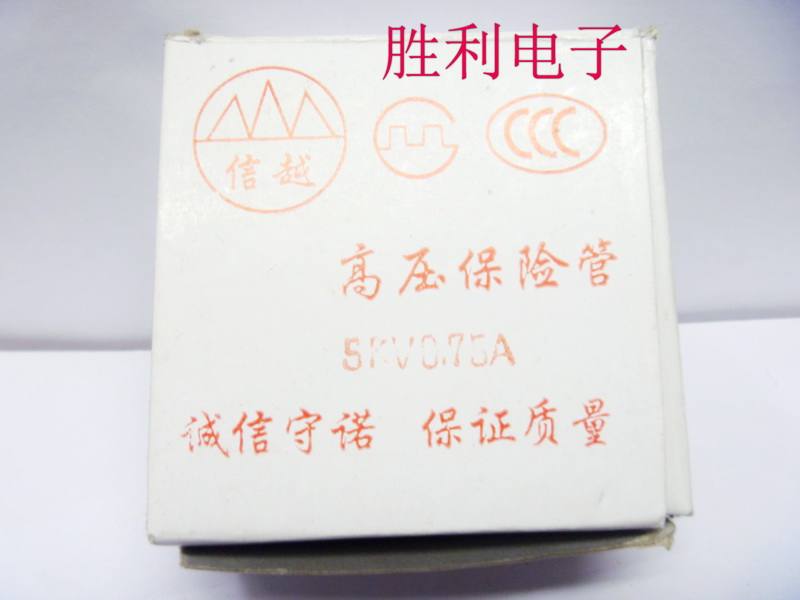 胜利电子
信越
CCC
高压保险管
5KV0.75A
诚信守诺 保证质量